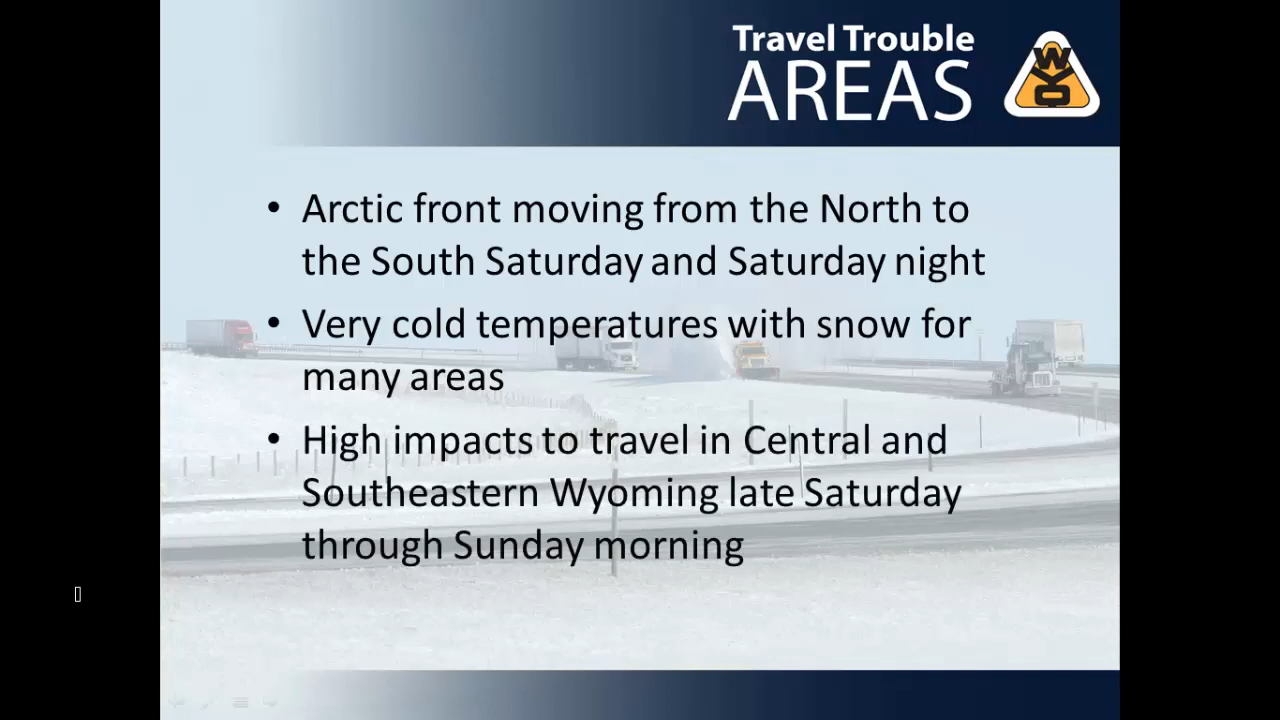 Travel Trouble
AREAS
WYO
• Arctic front moving from the North to
the South Saturday and Saturday night
• Very cold temperatures with snow for
many areas
• High impacts to travel in Central and
Southeastern Wyoming late Saturday
through Sunday morning